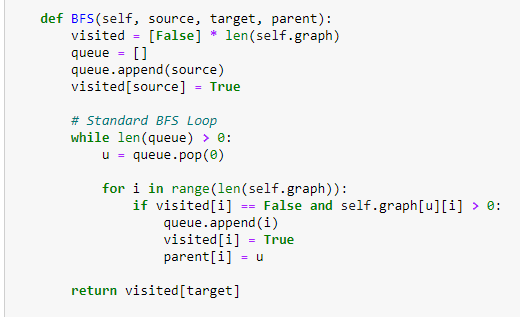 def BFS(self, source, target, parent):
    visited = [False] * len(self.graph)
    queue = []
    queue.append(source)
    visited[source] = True
    # Standard BFS Loop
    while len(queue) > 0:
        u = queue.pop(0)
        for i in range(len(self.graph)):
            if visited[i] == False and self.graph[u][i] > 0:
                queue.append(i)
                visited[i] = True
                parent[i] = u
    return visited[target]